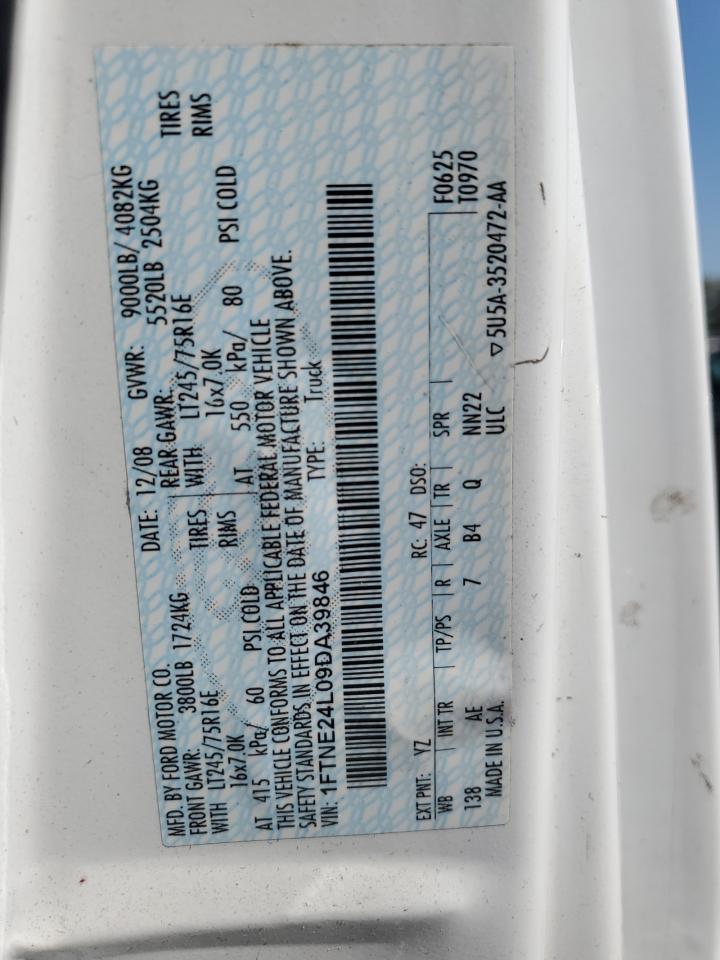 MFD. BY FORD MOTOR CO. DATE: 12/08 GVWR: 9000LB/ 4082KG
FRONT GAWR: 3800LB 1724KG REAR GAWR: 5520LB 2504KG
WITH LT245/75R16E TIRES WITH LT245/75R16E TIRES
16x7.0K RIMS 16x7.0K RIMS
AT 415 kPa/ 60 PSI COLD AT 550 kPa/ 80 PSI COLD
THIS VEHICLE CONFORMS TO ALL APPLICABLE FEDERAL MOTOR VEHICLE
SAFETY STANDARDS IN EFFECT ON THE DATE OF MANUFACTURE SHOWN ABOVE.
VIN: 1FTNE24L09DA39846 TYPE: Truck
EXT PNT: YZ RC: 47 DSO: F0625
WB INT TR TP/PS R AXLE TR SPR T0970
138 AE 7 B4 Q NN22
MADE IN U.S.A. ULC ▽ 5U5A-3520472-AA